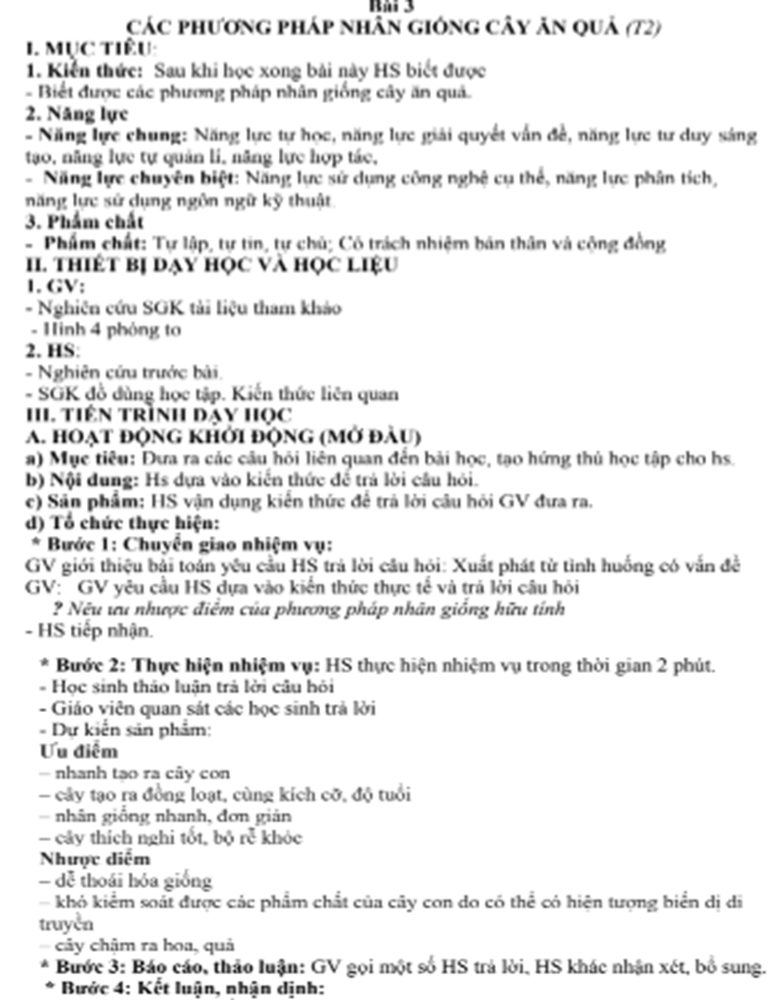 Bài 3
CÁC PHƯƠNG PHÁP NHÂN GIỐNG CÂY ĂN QUẢ (T2)
I. MỤC TIÊU:
1. Kiến thức: Sau khi học xong bài này HS biết được
- Biết được các phương pháp nhân giống cây ăn quả.
2. Năng lực
- Năng lực chung: Năng lực tự học, năng lực giải quyết vấn đề, năng lực tư duy sáng
tạo, năng lực tự quản lí, năng lực hợp tác,
- Năng lực chuyên biệt: Năng lực sử dụng công nghệ cụ thể, năng lực phân tích,
năng lực sử dụng ngôn ngữ kỹ thuật.
3. Phẩm chất
- Phẩm chất: Tự lập, tự tin, tự chủ; Có trách nhiệm bản thân và cộng đồng
II. THIẾT BỊ DẠY HỌC VÀ HỌC LIỆU
1. GV:
- Nghiên cứu SGK tài liệu tham khảo
- Hình 4 phóng to
2. HS:
- Nghiên cứu trước bài.
- SGK đồ dùng học tập. Kiến thức liên quan
III. TIẾN TRÌNH DẠY HỌC
A. HOẠT ĐỘNG KHỞI ĐỘNG (MỞ ĐẦU)
a) Mục tiêu: Đưa ra các câu hỏi liên quan đến bài học, tạo hứng thú học tập cho hs.
b) Nội dung: Hs dựa vào kiến thức để trả lời câu hỏi.
c) Sản phẩm: HS vận dụng kiến thức để trả lời câu hỏi GV đưa ra.
d) Tổ chức thực hiện:
* Bước 1: Chuyển giao nhiệm vụ:
GV giới thiệu bài toán yêu cầu HS trả lời câu hỏi: Xuất phát từ tình huống có vấn đề
GV: GV yêu cầu HS dựa vào kiến thức thực tế và trả lời câu hỏi
? Nêu ưu nhược điểm của phương pháp nhân giống hữu tính
- HS tiếp nhận.
* Bước 2: Thực hiện nhiệm vụ: HS thực hiện nhiệm vụ trong thời gian 2 phút.
- Học sinh thảo luận trả lời câu hỏi
- Giáo viên quan sát các học sinh trả lời
- Dự kiến sản phẩm:
Ưu điểm
– nhanh tạo ra cây con
– cây tạo ra đồng loạt, cùng kích cỡ, độ tuổi
– nhân giống nhanh, đơn giản
– cây thích nghi tốt, bộ rễ khỏe
Nhược điểm
– dễ thoái hóa giống
– khó kiểm soát được các phẩm chất của cây con do có thể có hiện tượng biến dị di
truyền
– cây chậm ra hoa, quả
* Bước 3: Báo cáo, thảo luận: GV gọi một số HS trả lời, HS khác nhận xét, bổ sung.
* Bước 4: Kết luận, nhận định: